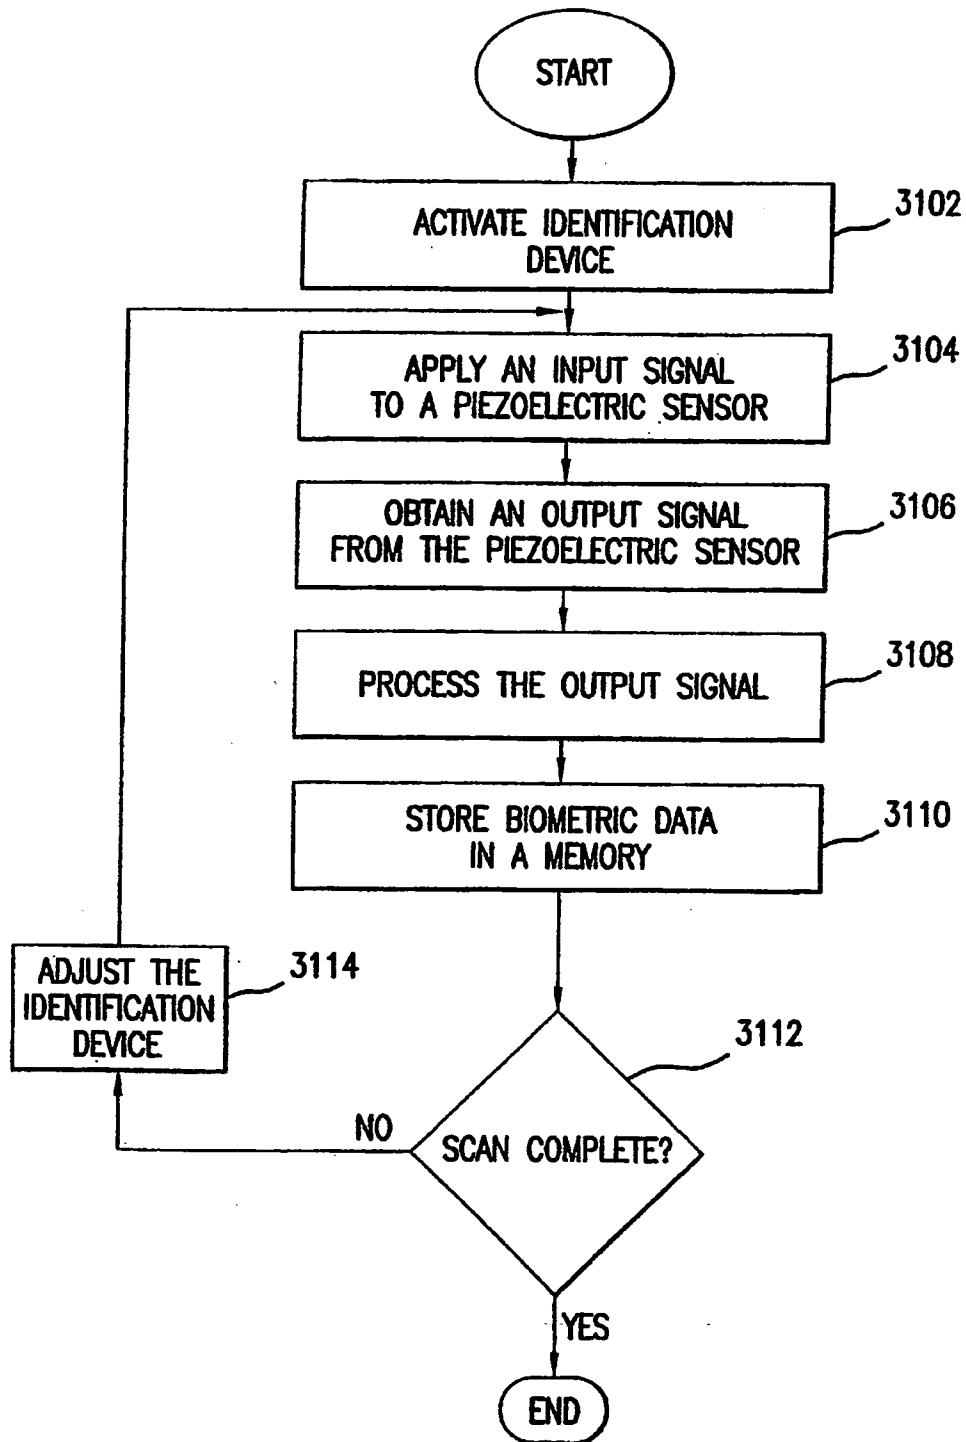 START
ACTIVATE IDENTIFICATION
DEVICE
3102
APPLY AN INPUT SIGNAL
TO A PIEZOELECTRIC SENSOR
3104
OBTAIN AN OUTPUT SIGNAL
FROM THE PIEZOELECTRIC SENSOR
3106
PROCESS THE OUTPUT SIGNAL
3108
STORE BIOMETRIC DATA
IN A MEMORY
3110
ADJUST THE
IDENTIFICATION
DEVICE
3114
3112
NO
SCAN COMPLETE?
YES
END